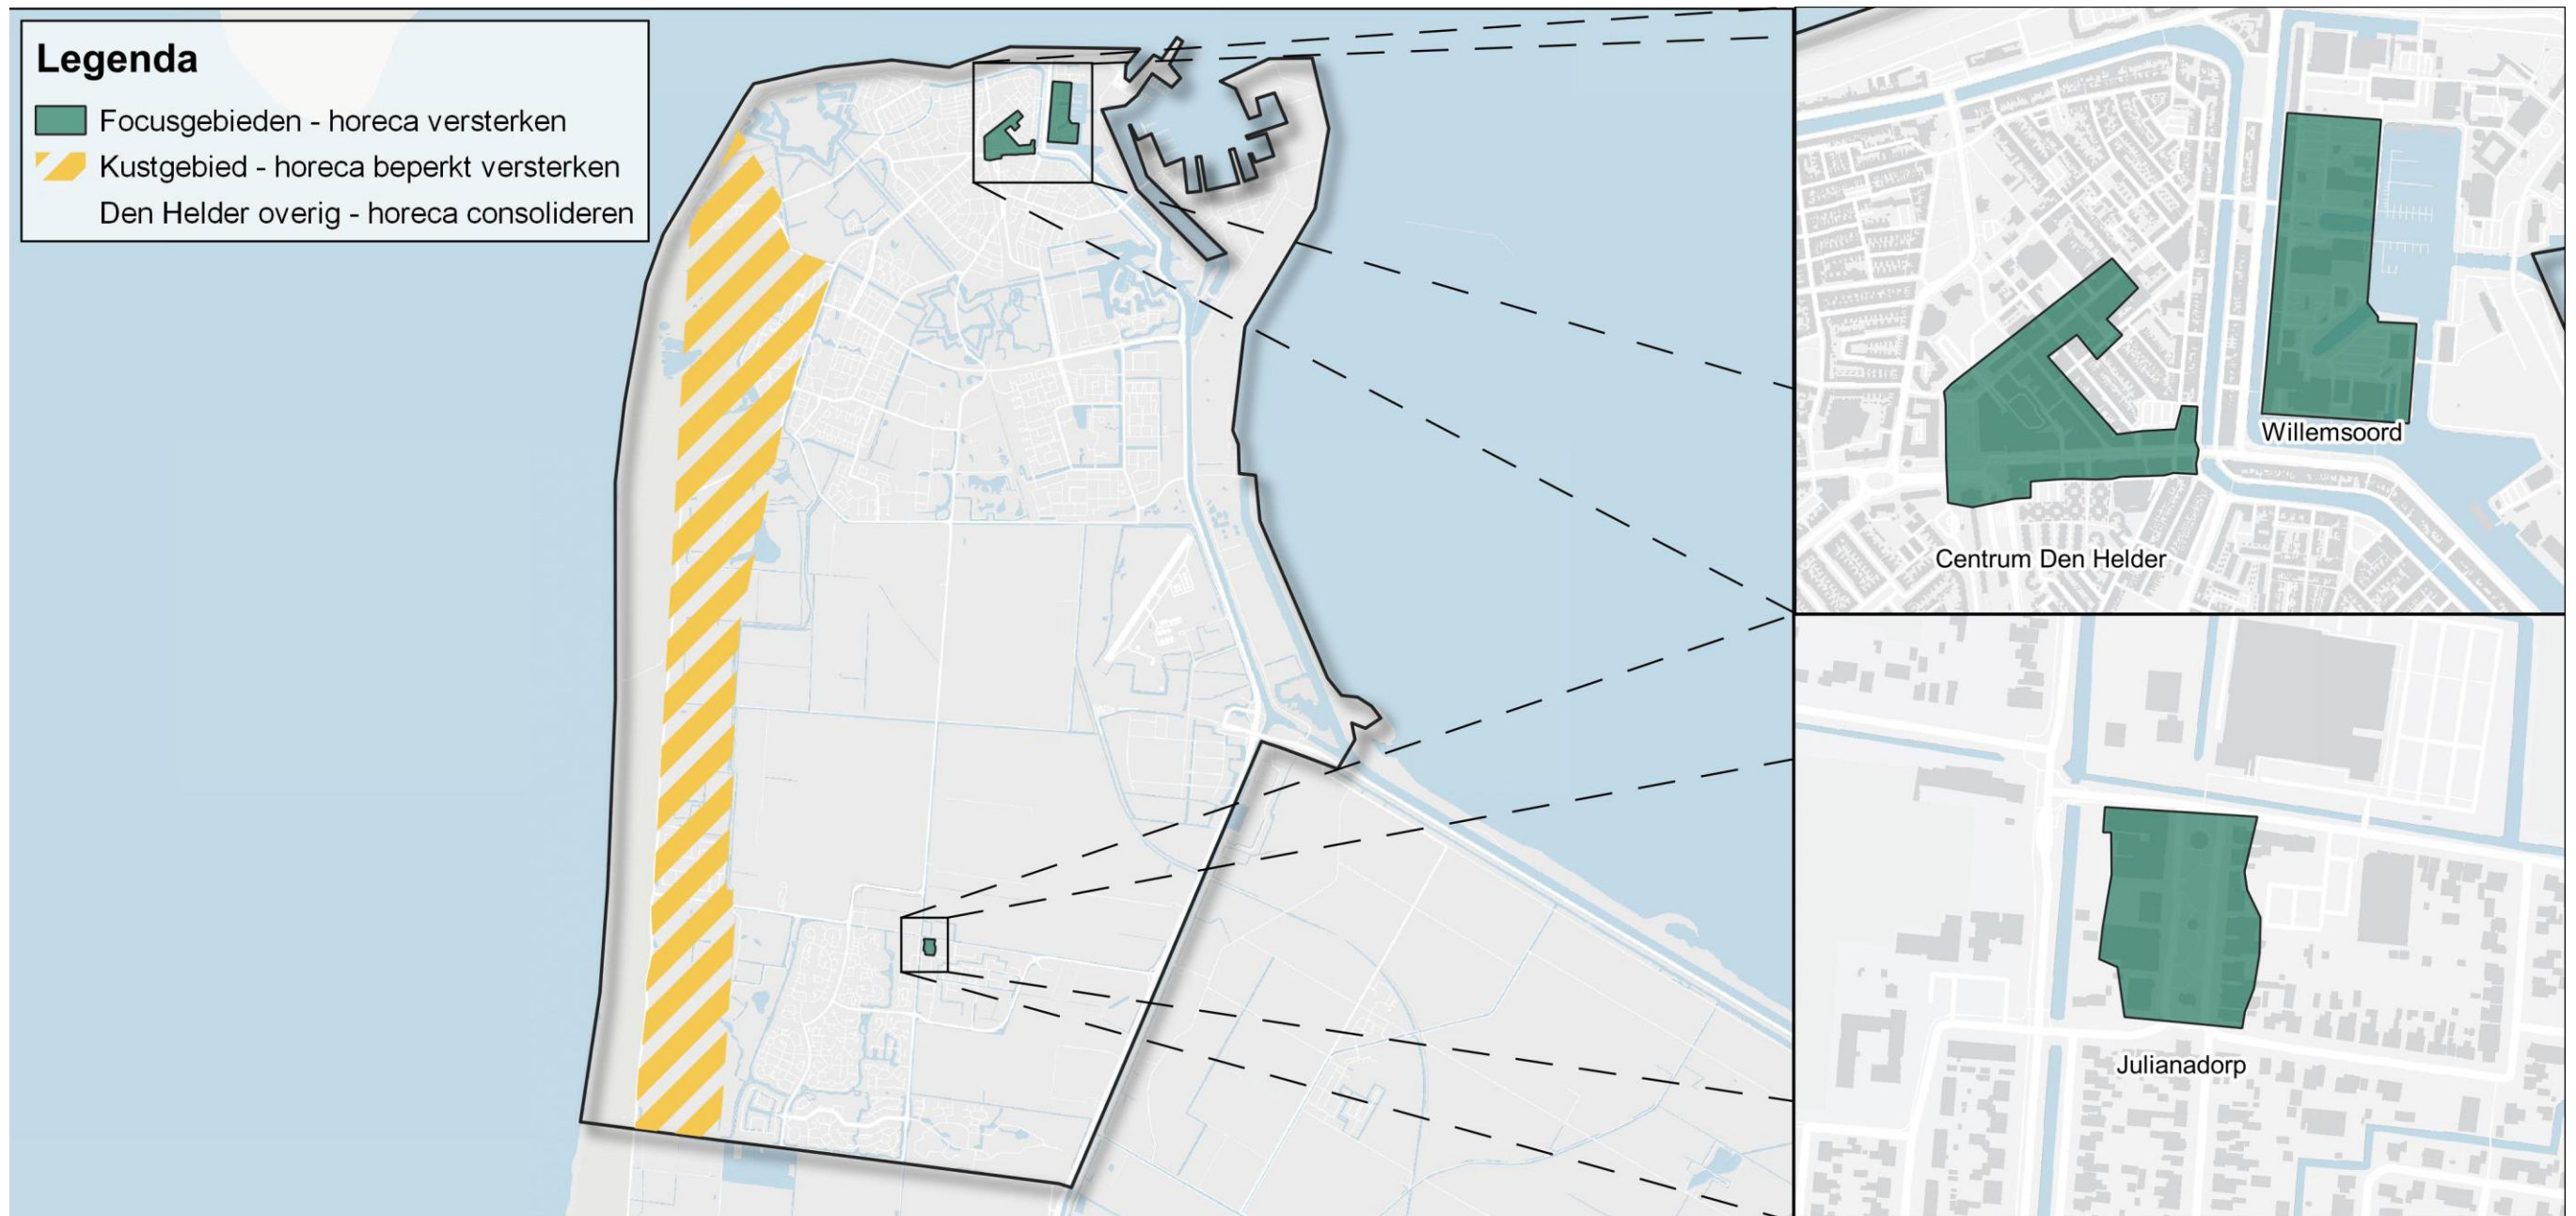 Legenda
Focusgebieden - horeca versterken
Kustgebied - horeca beperkt versterken
Den Helder overig - horeca consolideren
Willemsoord
Centrum Den Helder
Julianadorp